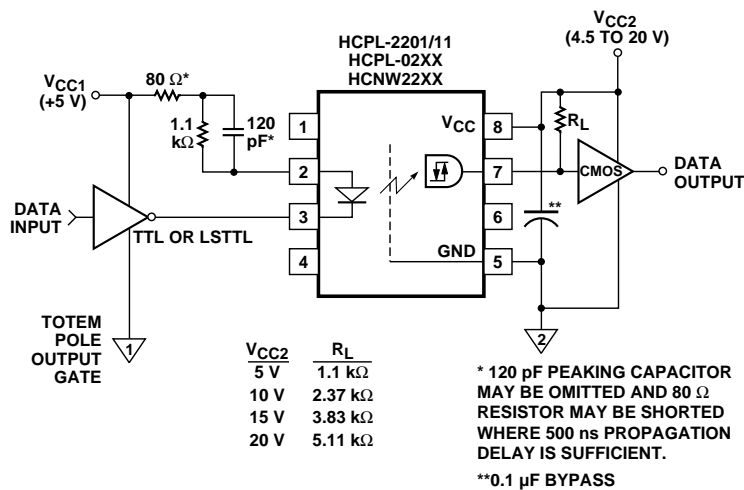 HCPL-2201/11
HCPL-02XX
HCNW22XX
VCC2
(4.5 TO 20 V)
VCC1
(+5 V)
80 Ω*
1.1
kΩ
120
pF*
1
2
3
4
VCC
GND
8
7
6
5
RL
CMOS
DATA
OUTPUT
**
DATA
INPUT
TTL OR LSTTL
TOTEM
POLE
OUTPUT
GATE
1
2
VCC2 RL
5 V 1.1 kΩ
10 V 2.37 kΩ
15 V 3.83 kΩ
20 V 5.11 kΩ
* 120 pF PEAKING CAPACITOR
MAY BE OMITTED AND 80 Ω
RESISTOR MAY BE SHORTED
WHERE 500 ns PROPAGATION
DELAY IS SUFFICIENT.
**0.1 µF BYPASS